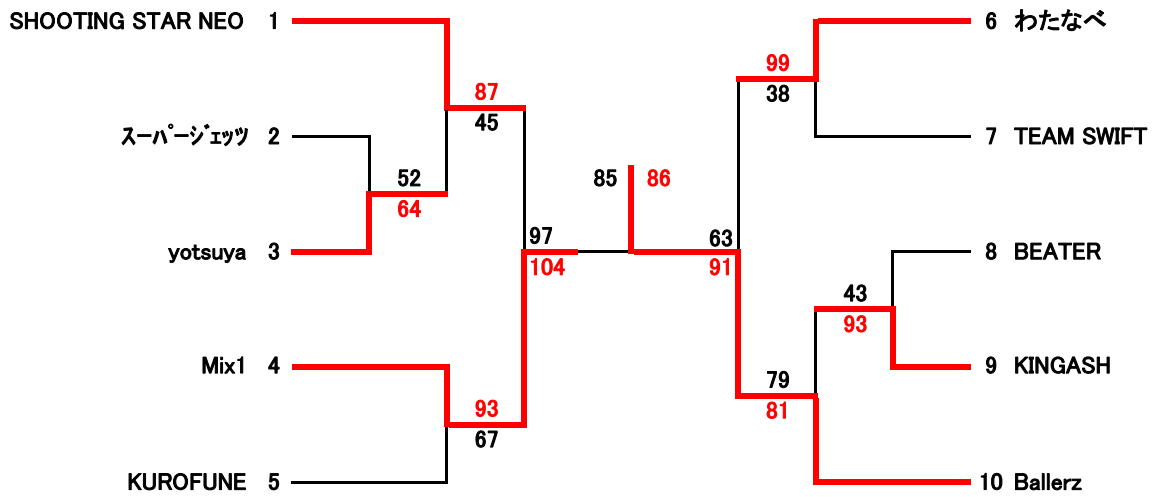 SHOOTING STAR NEO 1
6 わたなべ
87
45
99
38
スーパージェッツ 2
7 TEAM SWIFT
52
64
85 86
yotsuya 3
97
104
63
91
8 BEATER
43
93
Mix1 4
9 KINGASH
93
67
79
81
KUROFUNE 5
10 Ballerz